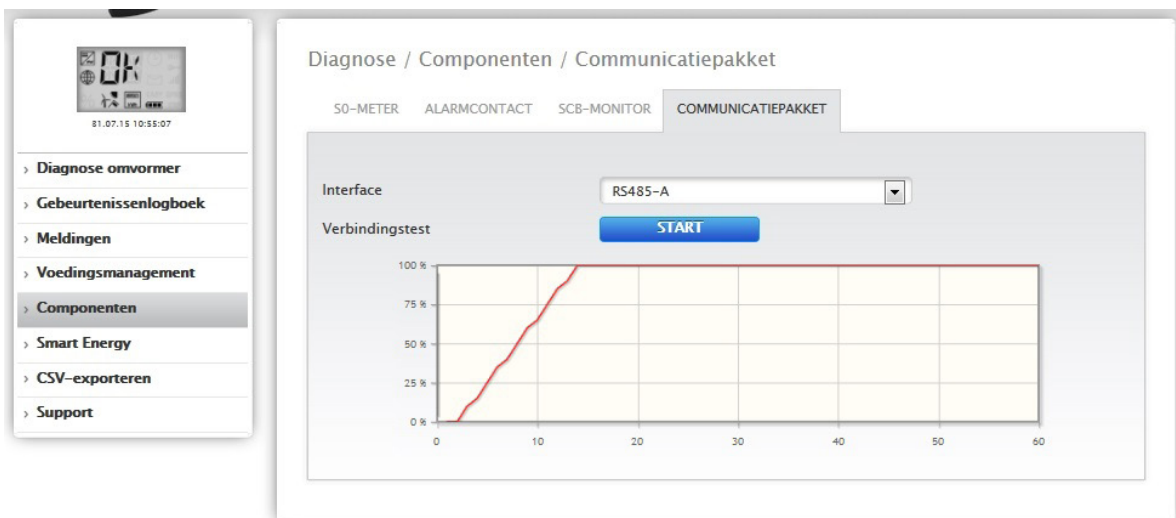 OK
81.07.15 10:55:07
› Diagnose omvormer
› Gebeurtenissenlogboek
› Meldingen
› Voedingsmanagement
› Componenten
› Smart Energy
› CSV-exporteren
› Support
Diagnose / Componenten / Communicatiepakket
S0-METER ALARMCONTACT SCB-MONITOR COMMUNICATIEPAKKET
Interface RS485-A
Verbindingstest START
100 %
75 %
50 %
25 %
0 %
0 10 20 30 40 50 60